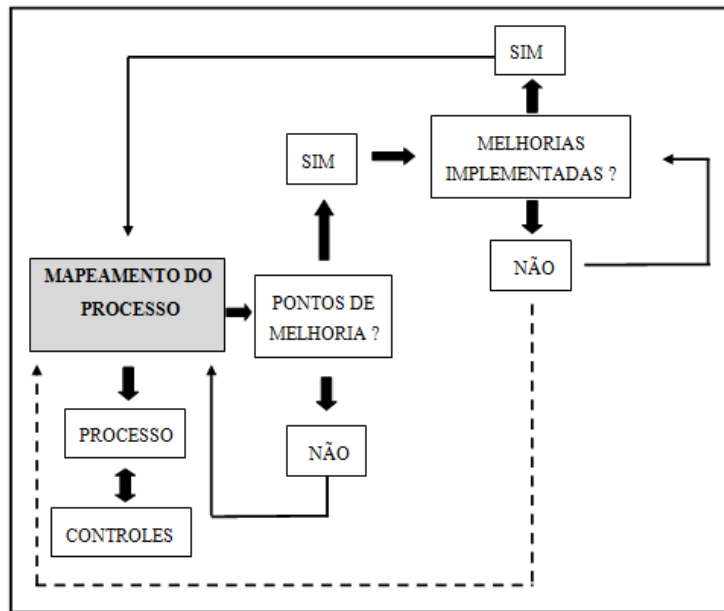 SIM
MELHORIAS
IMPLEMENTADAS ?
SIM
NÃO
MAPEAMENTO DO
PROCESSO
PONTOS DE
MELHORIA ?
PROCESSO
NÃO
CONTROLES